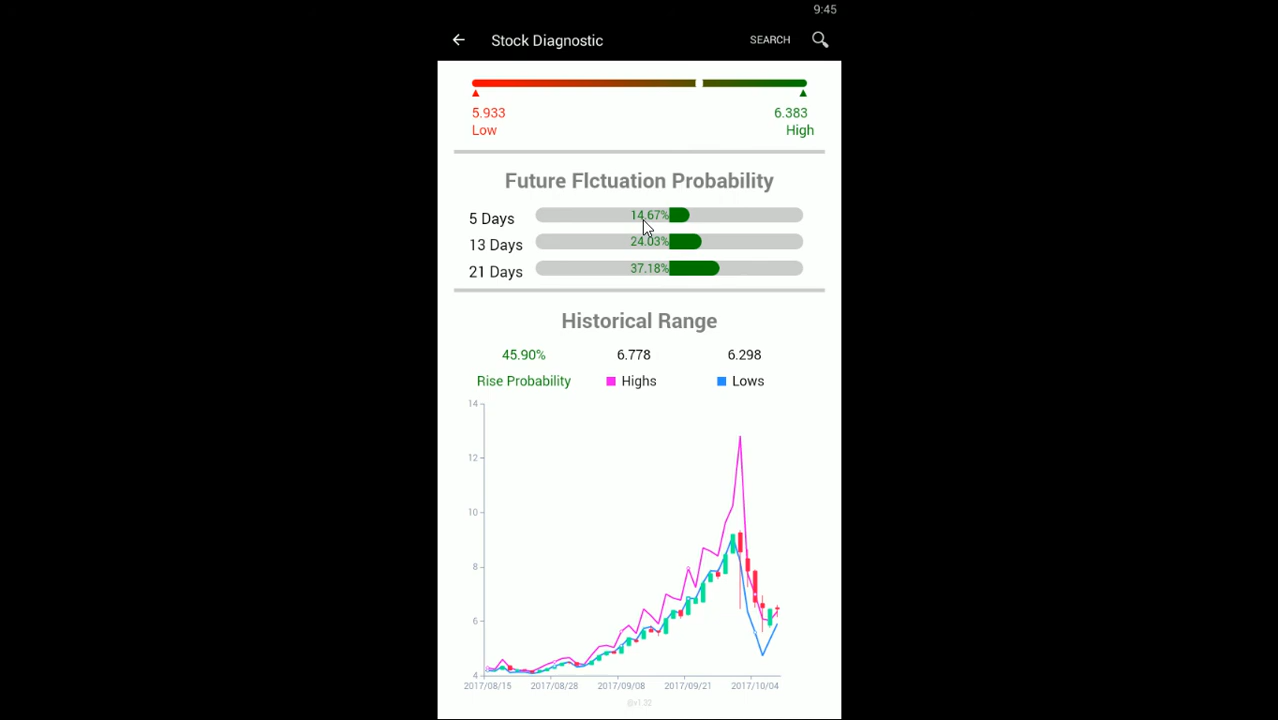 9:45
Stock Diagnostic SEARCH
5.933 6.383
Low High
Future Flctuation Probability
5 Days 14.67%
13 Days 24.03%
21 Days 37.18%
Historical Range
45.90% 6.778 6.298
Rise Probability Highs Lows
14
12
10
8
6
4
2017/08/15 2017/08/28 2017/09/08 2017/09/21 2017/10/04
@x1.32